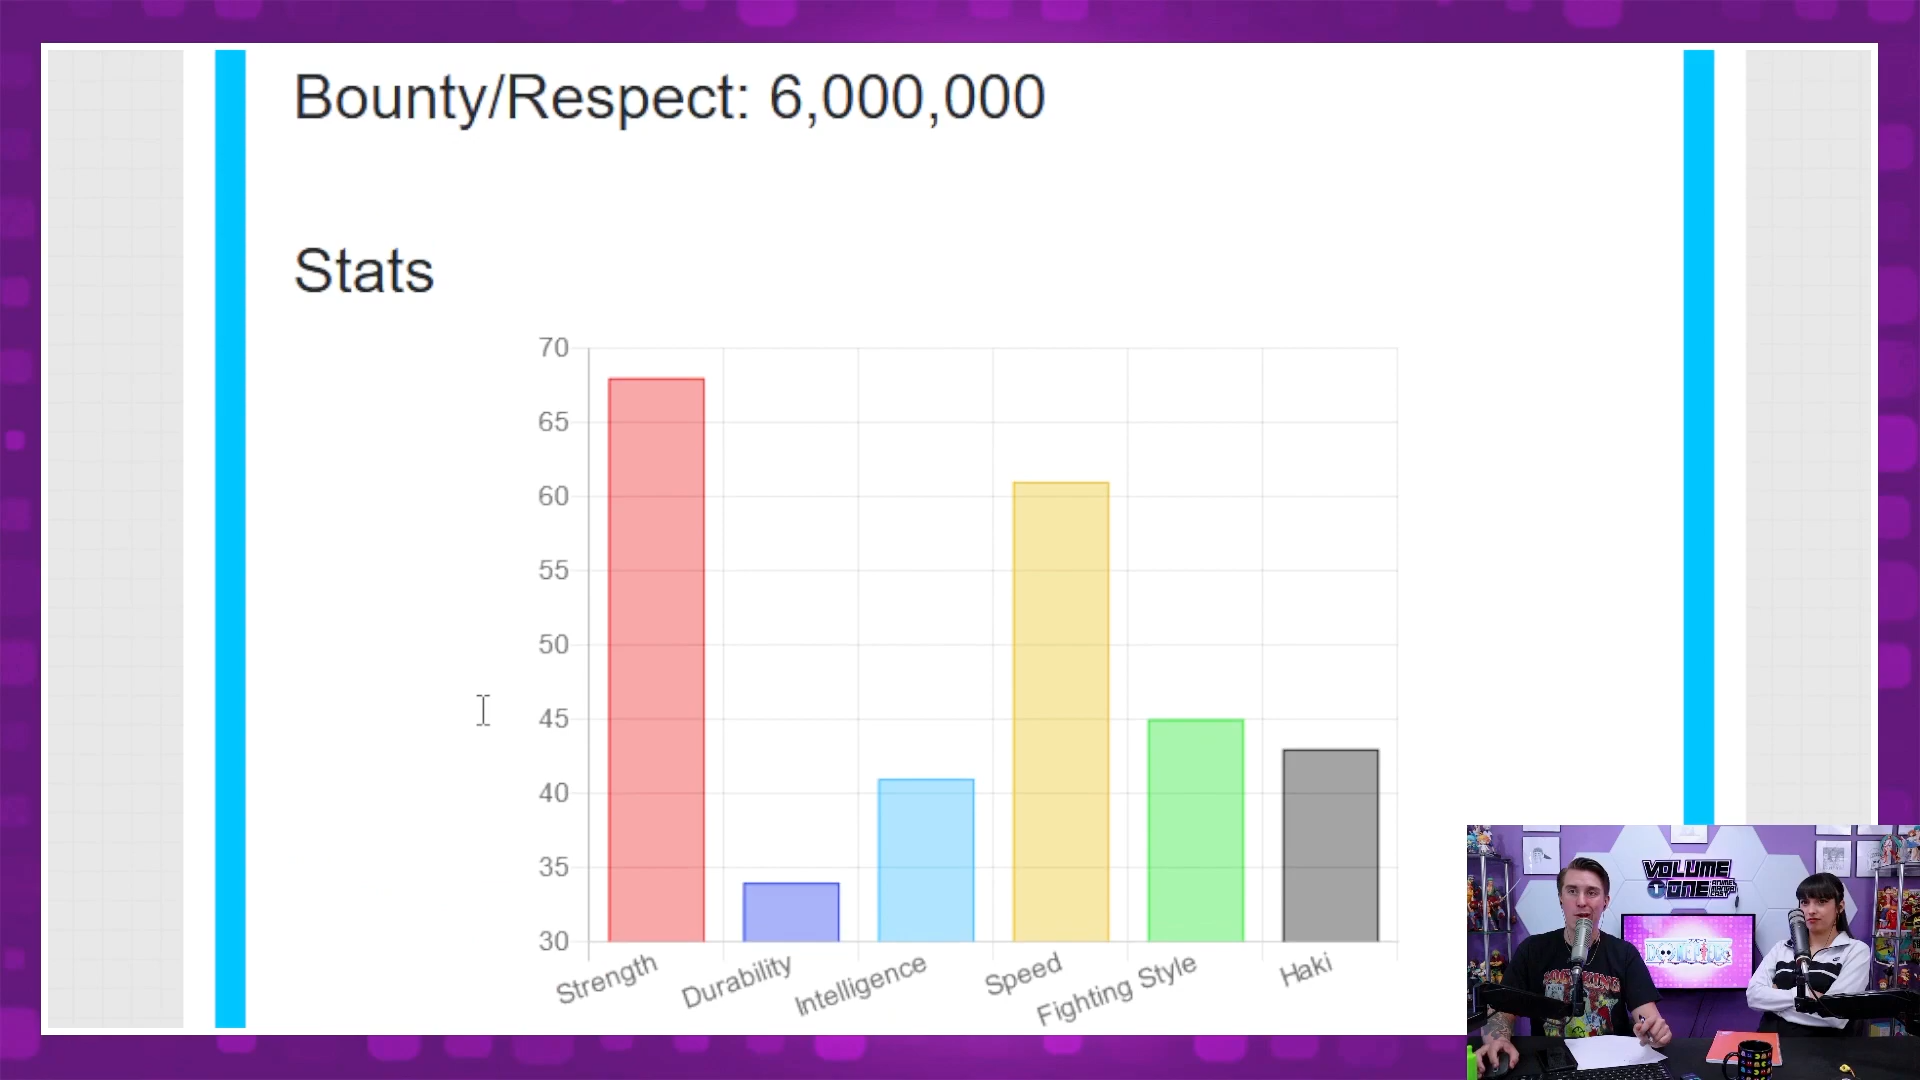 Bounty/Respect: 6,000,000
Stats
70
65
60
55
50
45
40
35
30
Strength
Durability
Intelligence
Speed
Fighting Style
Haki
VOLUME
ONE